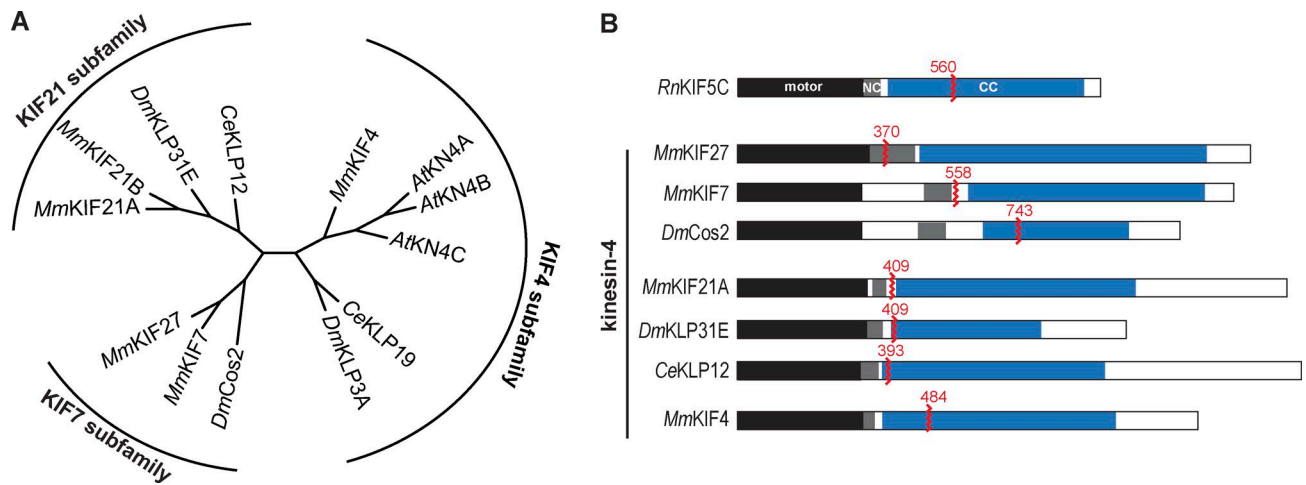 A
KIF21 subfamily
MmKIF21A
MmKIF21B
DmKLP31E
CeKLP12
MmKIF4
AtKN4A
AtKN4B
AtKN4C
KIF4 subfamily
CeKLP19
DmKLP3A
DmCos2
MmKIF7
MmKIF27
KIF7 subfamily
B
560
RnKIF5C motor NC CC
kinesin-4
370
MmKIF27
558
MmKIF7
743
DmCos2
409
MmKIF21A
409
DmKLP31E
393
CeKLP12
484
MmKIF4